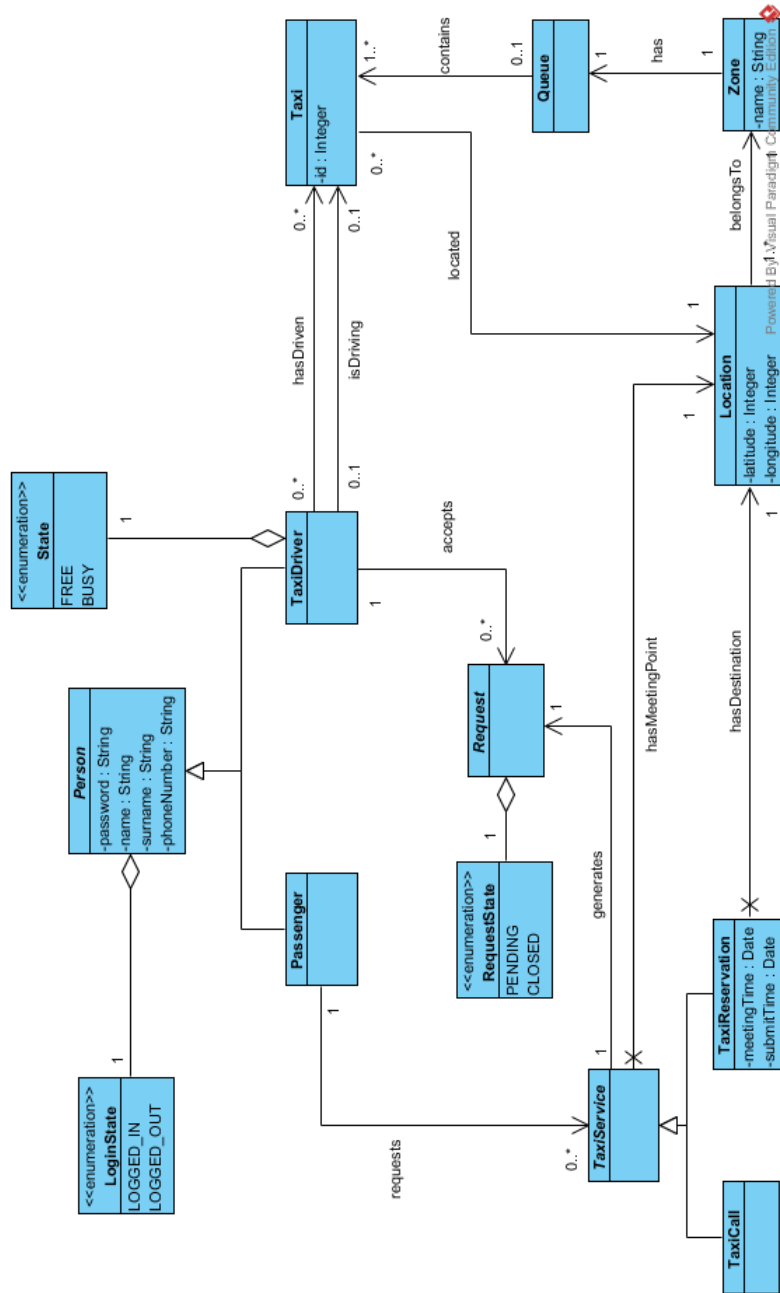 <<enumeration>>
LoginState
LOGGED_IN
LOGGED_OUT
1
Person
-password : String
-name : String
-surname : String
-phoneNumber : String
<<enumeration>>
State
FREE
BUSY
1
Passenger
1
TaxiDriver
0..*
0..1
1
hasDriven
isDriving
0..*
0..1
Taxi
-id : Integer
0..*
1..*
requests
0..*
accepts
0..*
<<enumeration>>
RequestState
PENDING
CLOSED
1
Request
1
generates
1
located
1
contains
0..1
Queue
1
has
1
TaxiService
hasMeetingPoint
1
TaxiCall
TaxiReservation
-meetingTime : Date
-submitTime : Date
hasDestination
1
Location
-latitude : Integer
-longitude : Integer
belongsTo
1..*
1
Zone
-name : String
Powered By Visual Paradigm Community Edition